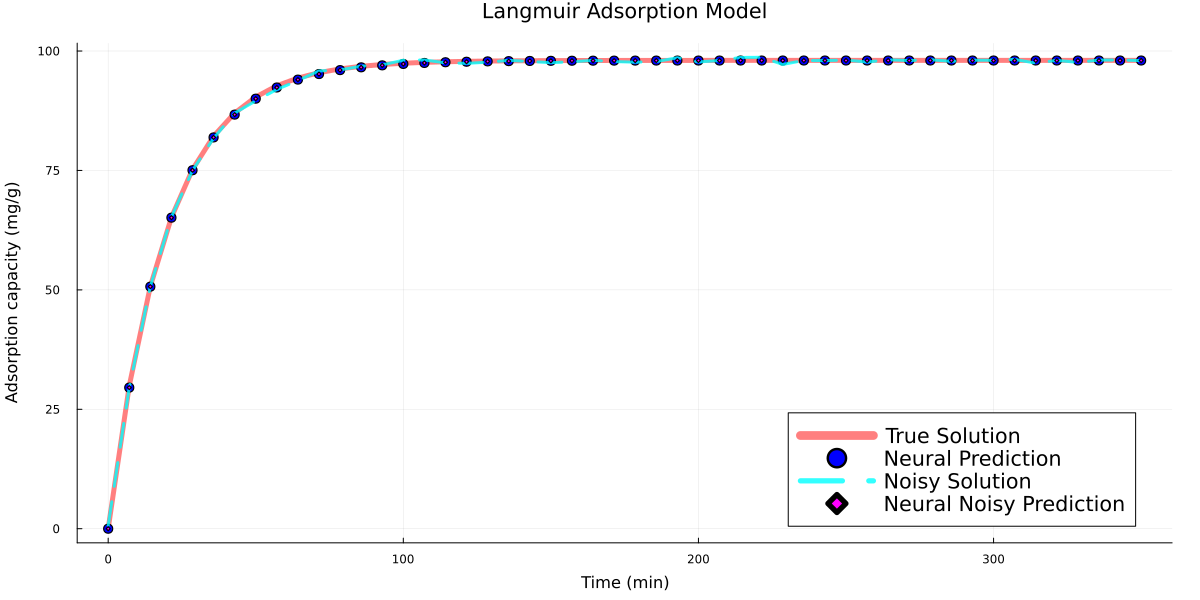 Langmuir Adsorption Model
Adsorption capacity (mg/g)
100
75
50
25
0
0 100 200 300
Time (min)
True Solution
Neural Prediction
Noisy Solution
Neural Noisy Prediction